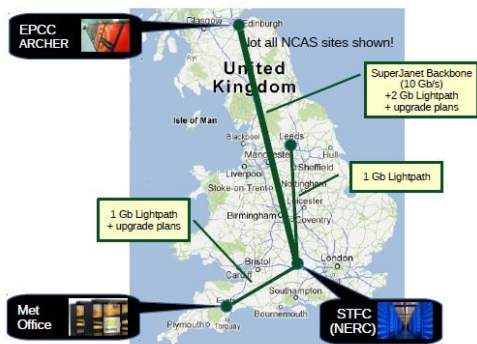 EPCC
ARCHER
Glasgow
Edinburgh
Not all NCAS sites shown!
United
Kingdom
SuperJanet Backbone
(10 Gb/s)
+2 Gb Lightpath
+ upgrade plans
Isle of Man
Blackpool
Leeds
Hull
Manchester
Liverpool
Sheffield
Stoke-on-Trent
Nottingham
1 Gb Lightpath
Leicester
1 Gb Lightpath
+ upgrade plans
Birmingham
Coventry
Bristol
London
Cardiff
Southampton
Met
Office
Bournemouth
Plymouth
Torquay
STFC
(NERC)